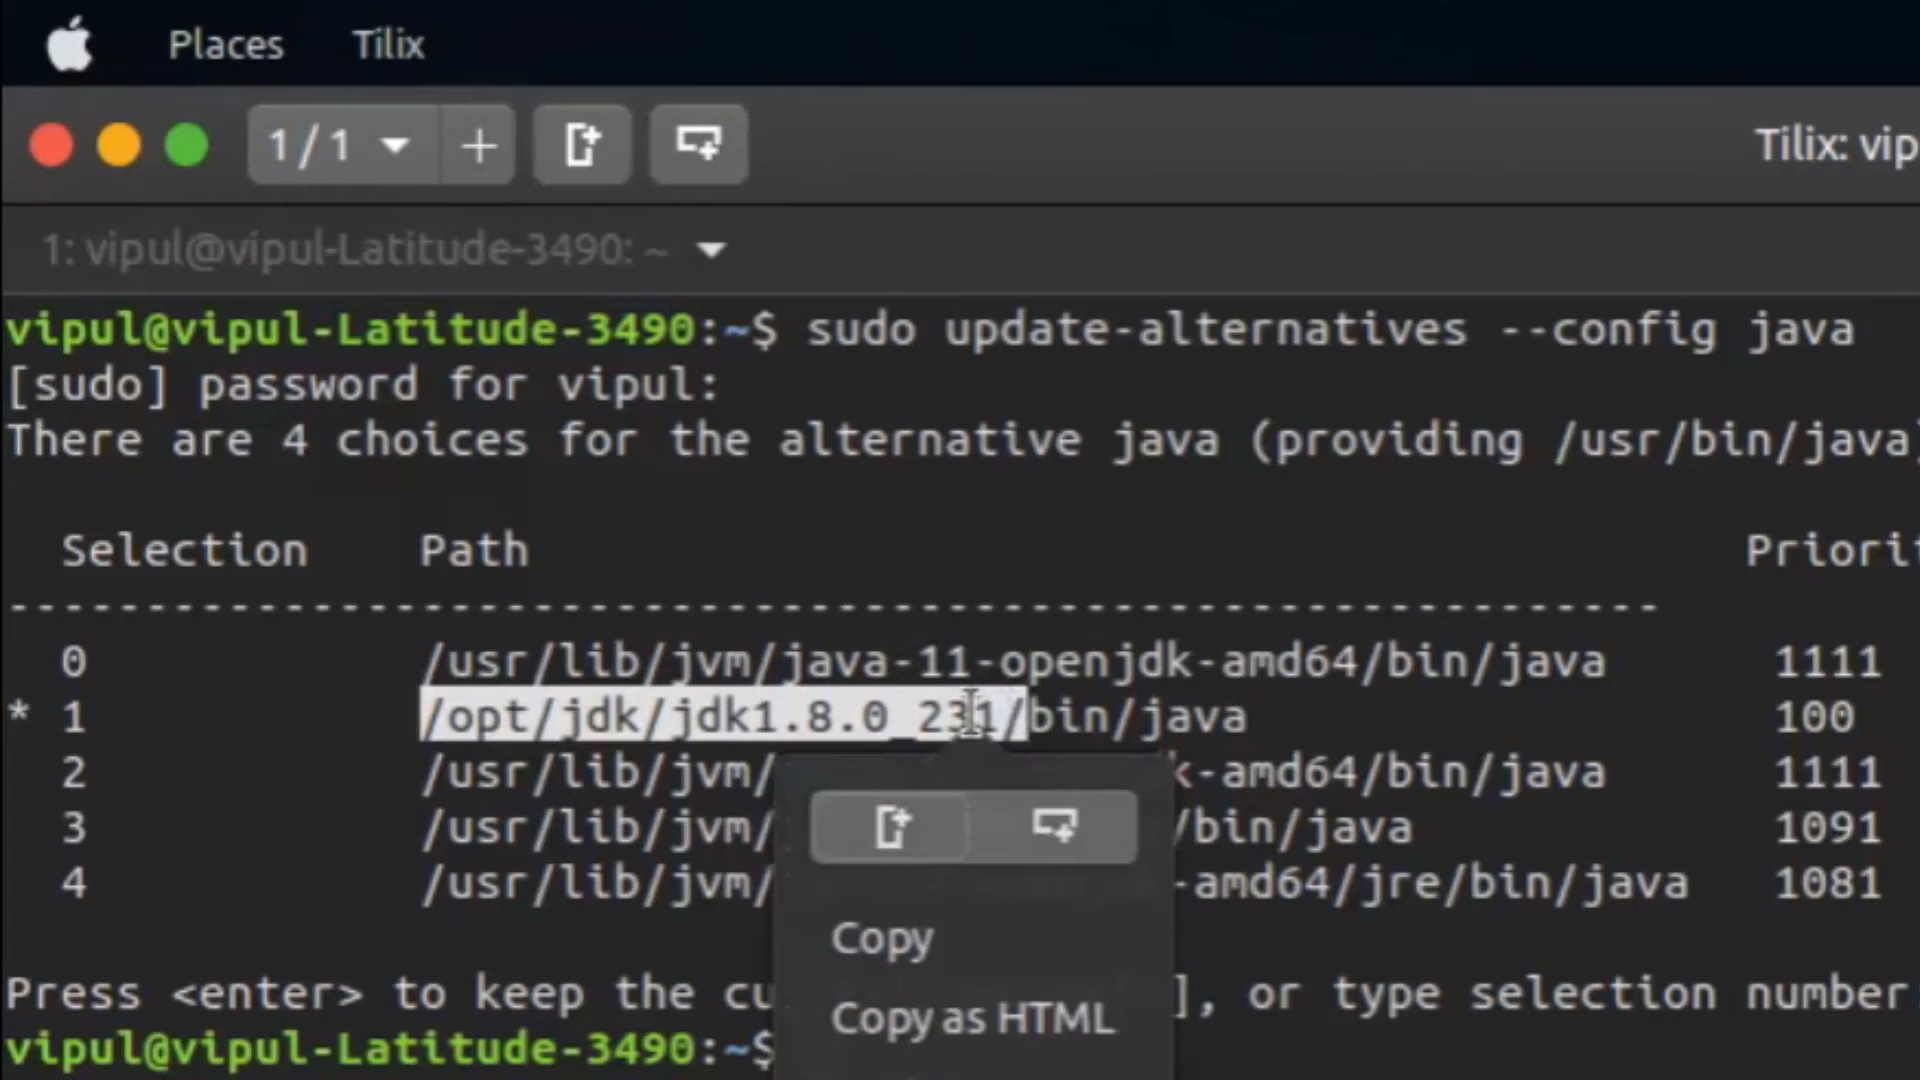 Places Tilix
1 / 1
Tilix: vip
1: vipul@vipul-Latitude-3490: ~
vipul@vipul-Latitude-3490:~$ sudo update-alternatives --config java
[sudo] password for vipul:
There are 4 choices for the alternative java (providing /usr/bin/java)
Selection Path Priorit
------------------------------------------------------------
0 /usr/lib/jvm/java-11-openjdk-amd64/bin/java 1111
* 1 /opt/jdk/jdk1.8.0_231/bin/java 100
2 /usr/lib/jvm/ k-amd64/bin/java 1111
3 /usr/lib/jvm/ /bin/java 1091
4 /usr/lib/jvm/ -amd64/jre/bin/java 1081
Copy
Copy as HTML
Press <enter> to keep the cu ], or type selection number
vipul@vipul-Latitude-3490:~$